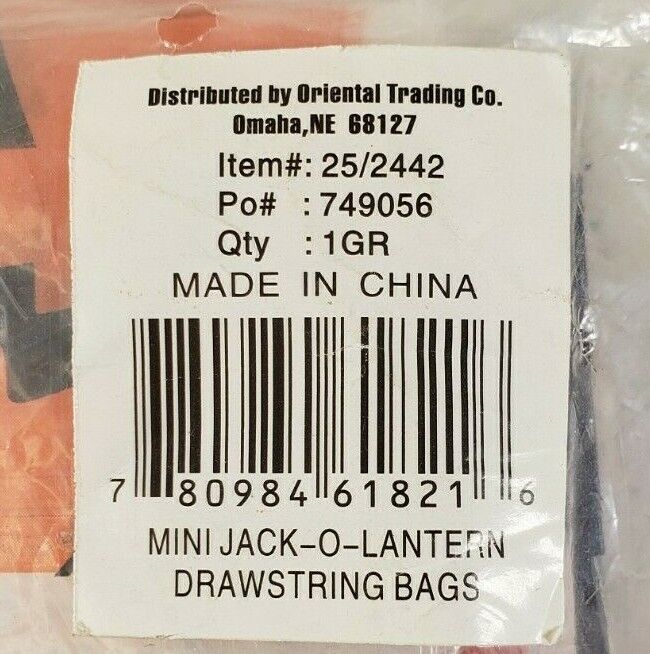 Distributed by Oriental Trading Co.
Omaha,NE 68127
Item#: 25/2442
Po# : 749056
Qty : 1GR
MADE IN CHINA
7 80984 61821 6
MINI JACK-O-LANTERN
DRAWSTRING BAGS